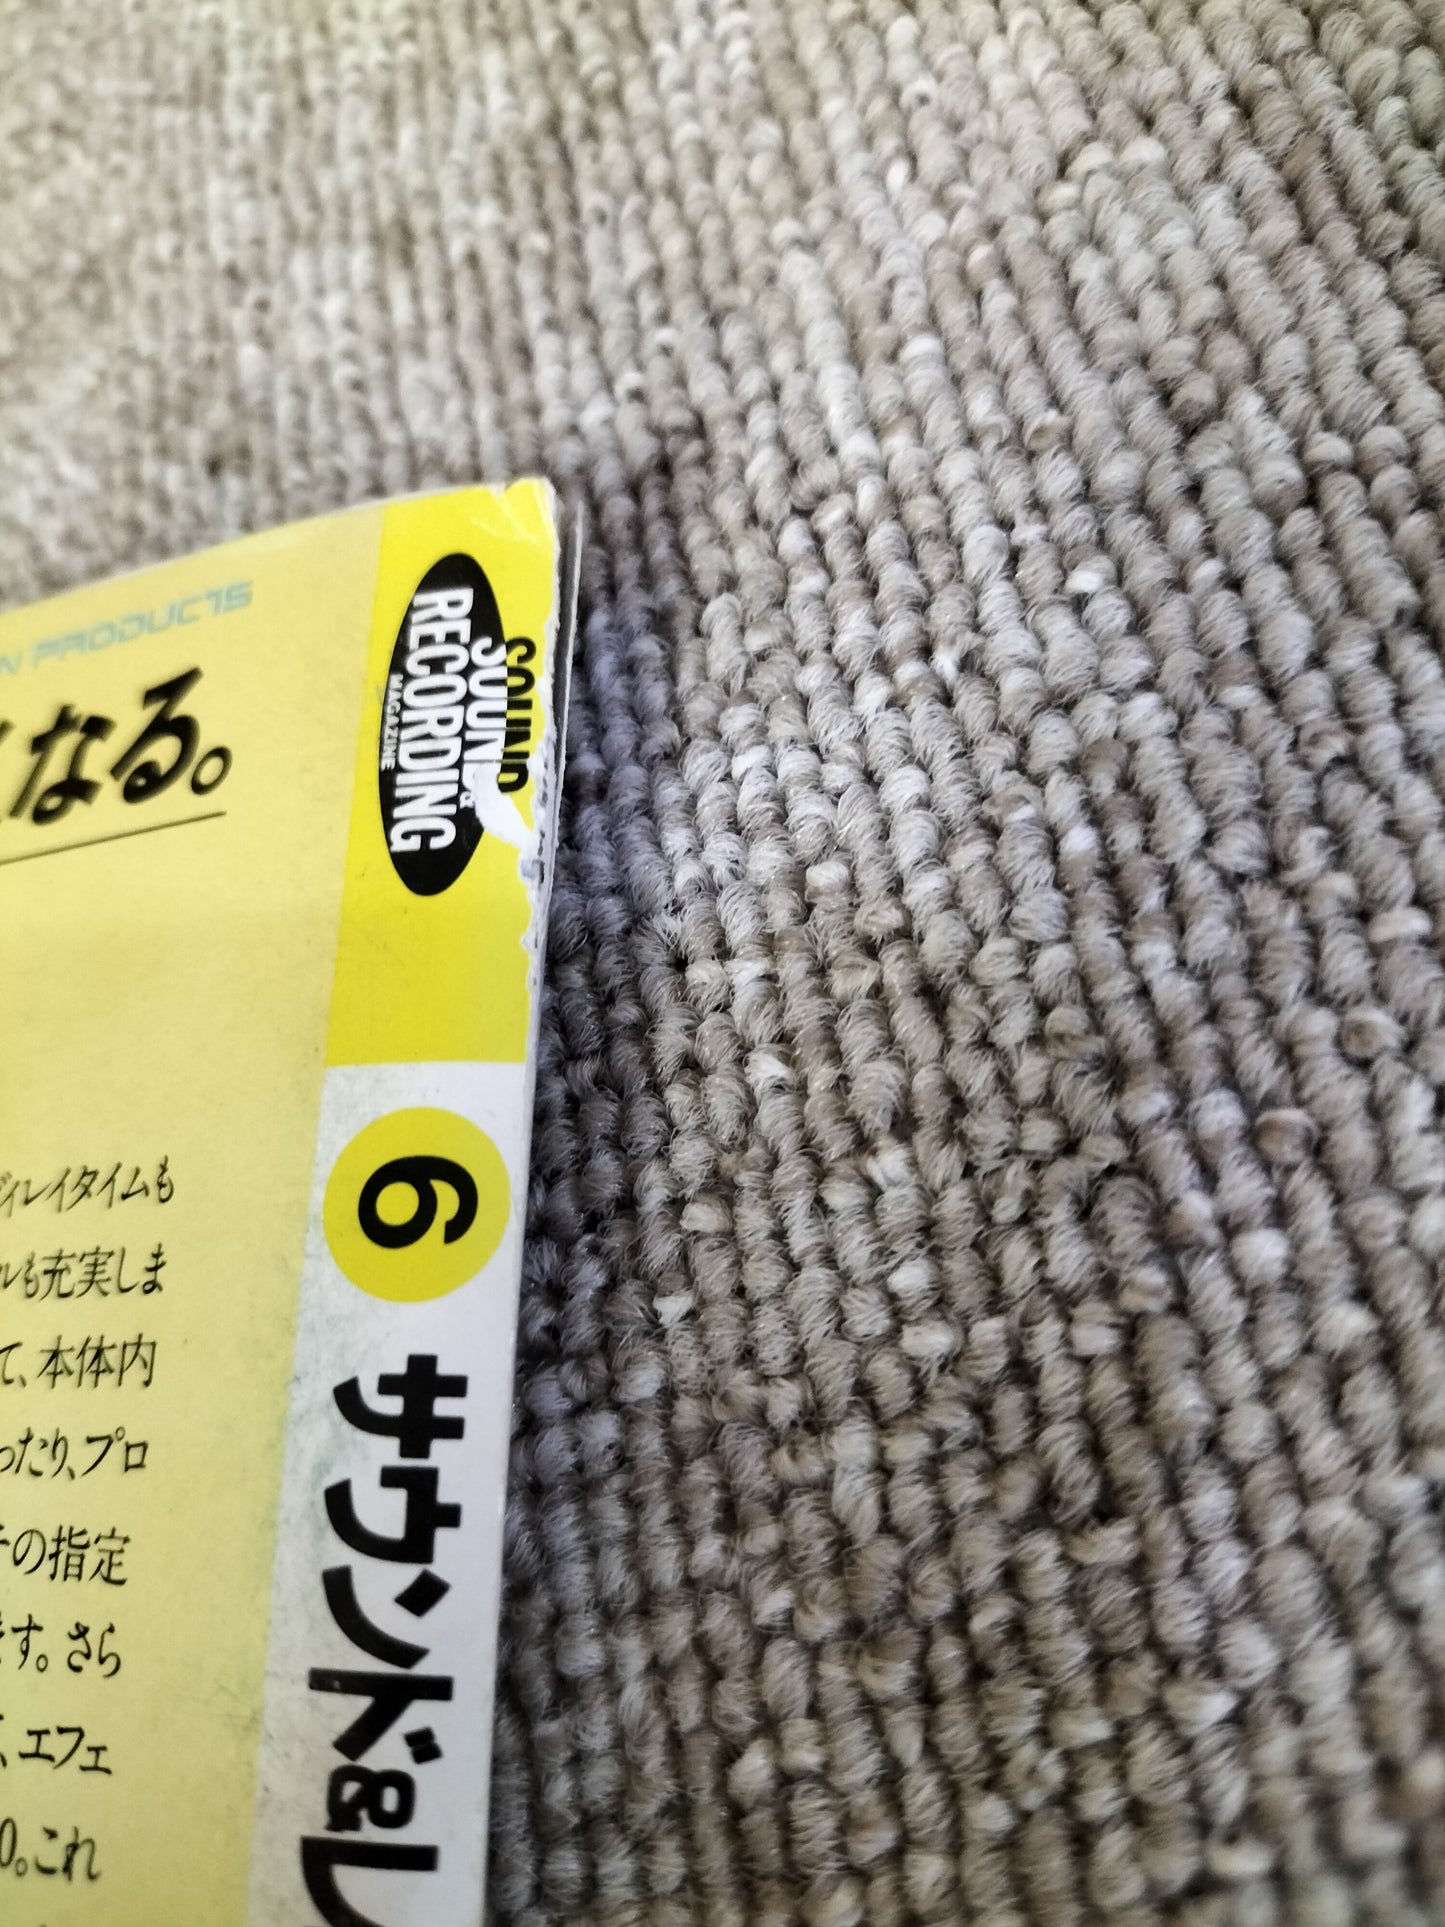 N PRODUCTS
なる。
ディレイタイムも
ルも充実しま
て、本体内
ったり、プロ
の指定
す。さら
、エフェ
0。これ
SOUND
SOUND &
RECORDING
MAGAZINE
6
サウンド&レ